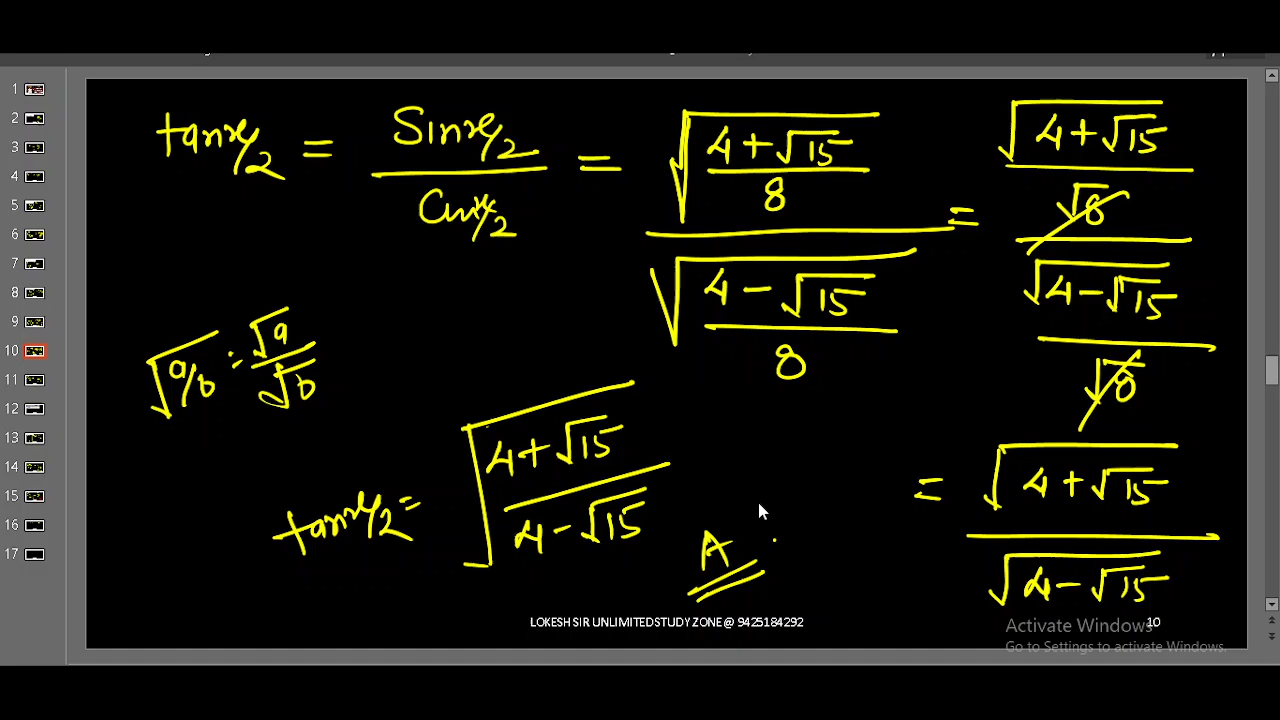 1
2
3
4
5
6
7
8
9
10
11
12
13
14
15
16
17
tan x/2 = Sin x/2 / Cos x/2 = √((4+√15)/8) / √((4-√15)/8) = (√(4+√15)/√8) / (√(4-√15)/√8)
√(a/b) = √a/√b
= √(4+√15) / √(4-√15)
tan x/2 = √((4+√15)/(4-√15)) A
LOKESH SIR UNLIMITED STUDY ZONE @ 9425184292
10
Activate Windows
Go to Settings to activate Windows.